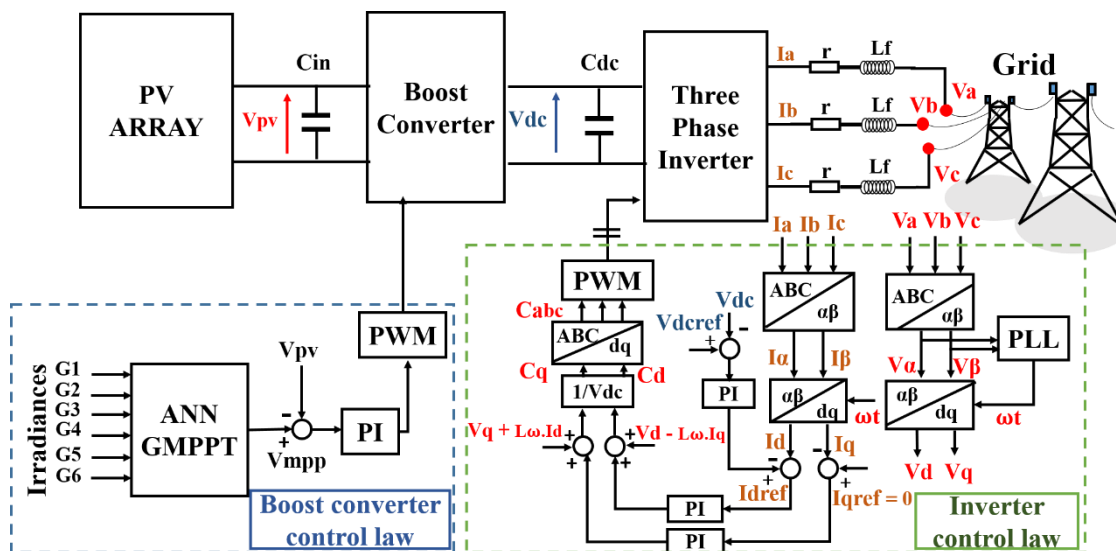 PV
ARRAY
Vpv
Cin
Boost
Converter
Vdc
Cdc
Three
Phase
Inverter
Ia
r
Lf
Va
Grid
Ib
r
Lf
Vb
Ic
r
Lf
Vc
Irradiances
G1
G2
G3
G4
G5
G6
ANN
GMPPT
Vpv
-
+
Vmpp
PI
PWM
Boost converter
control law
PWM
Cabc
ABC
dq
Cq
Cd
1/Vdc
Vq + Lω.Id
+
+
+
+
Vd - Lω.Iq
Vdc
Vdcref
-
+
PI
Ia Ib Ic
ABC
αβ
Iα
Iβ
αβ
dq
ωt
Id
Iq
-
+
-
+
Idref
Iqref = 0
PI
PI
Va Vb Vc
ABC
αβ
PLL
Vα
Vβ
αβ
dq
ωt
Vd
Vq
Inverter
control law